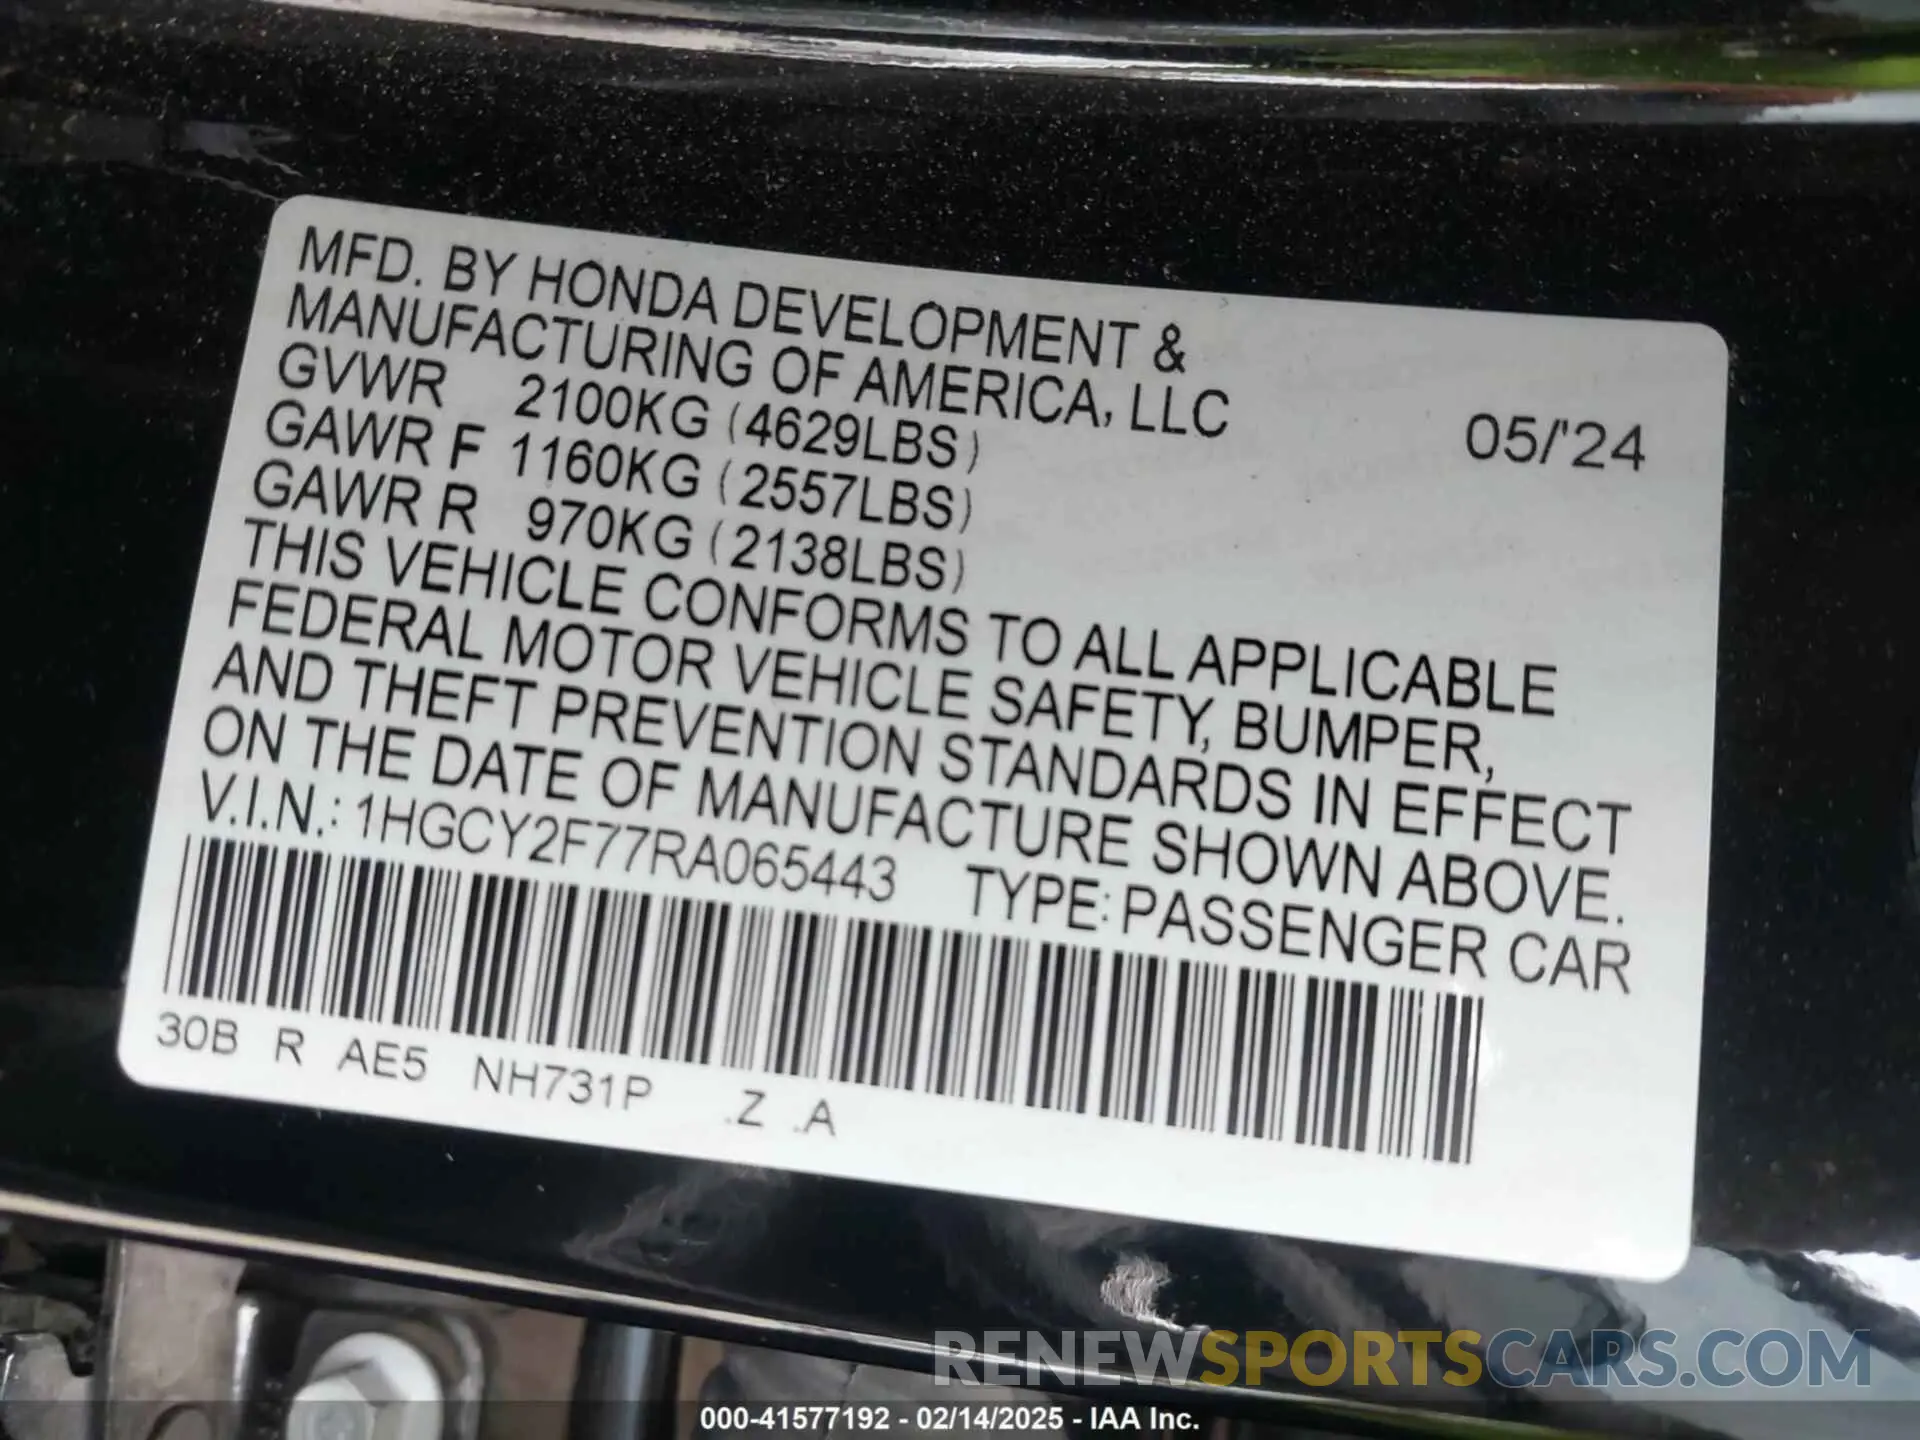 MFD. BY HONDA DEVELOPMENT &
MANUFACTURING OF AMERICA, LLC
GVWR 2100KG (4629LBS) 05/'24
GAWR F 1160KG (2557LBS)
GAWR R 970KG (2138LBS)
THIS VEHICLE CONFORMS TO ALL APPLICABLE
FEDERAL MOTOR VEHICLE SAFETY, BUMPER,
AND THEFT PREVENTION STANDARDS IN EFFECT
ON THE DATE OF MANUFACTURE SHOWN ABOVE.
V.I.N.: 1HGCY2F77RA065443 TYPE: PASSENGER CAR
30B R AE5 NH731P .Z .A
RENEWSPORTSCARS.COM
000-41577192 - 02/14/2025 - IAA Inc.